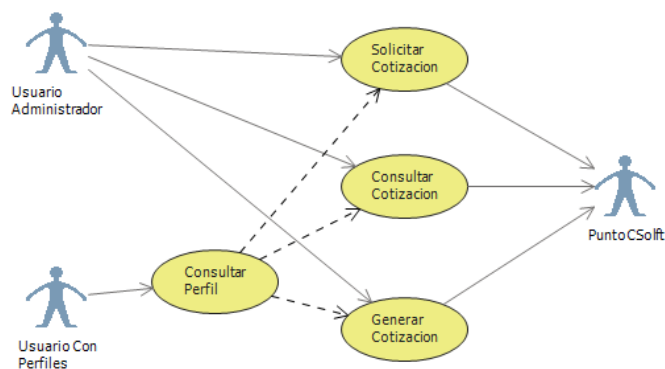 Solicitar
Cotizacion
Usuario
Administrador
Consultar
Cotizacion
PuntoCSolft
Consultar
Perfil
Generar
Cotizacion
Usuario Con
Perfiles